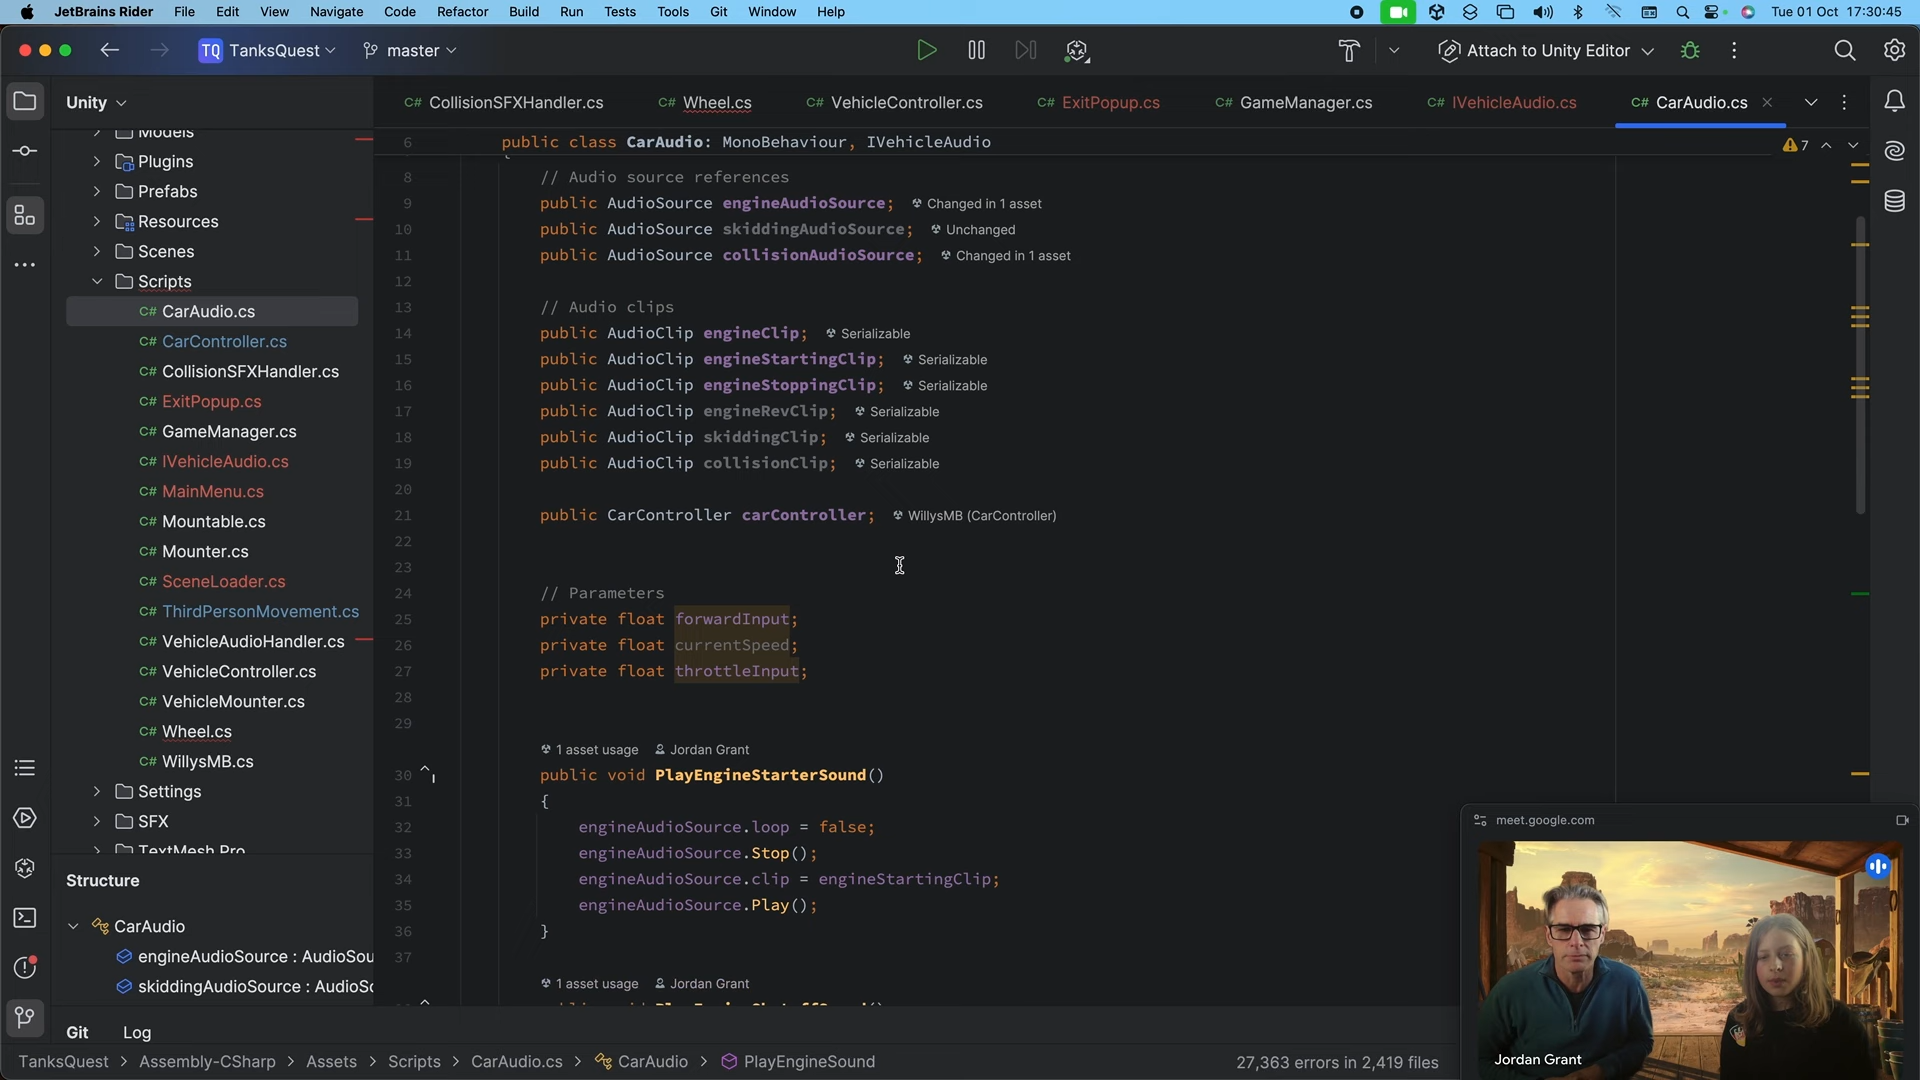 JetBrains Rider File Edit View Navigate Code Refactor Build Run Tests Tools Git Window Help Tue 01 Oct 17:30:45
TQ TanksQuest master Attach to Unity Editor
Unity
Models
Plugins
Prefabs
Resources
Scenes
Scripts
C# CarAudio.cs
C# CarController.cs
C# CollisionSFXHandler.cs
C# ExitPopup.cs
C# GameManager.cs
C# IVehicleAudio.cs
C# MainMenu.cs
C# Mountable.cs
C# Mounter.cs
C# SceneLoader.cs
C# ThirdPersonMovement.cs
C# VehicleAudioHandler.cs
C# VehicleController.cs
C# VehicleMounter.cs
C# Wheel.cs
C# WillysMB.cs
Settings
SFX
TextMesh Pro
Structure
CarAudio
engineAudioSource : AudioSou
skiddingAudioSource : AudioSc
C# CollisionSFXHandler.cs C# Wheel.cs C# VehicleController.cs C# ExitPopup.cs C# GameManager.cs C# IVehicleAudio.cs C# CarAudio.cs
6 public class CarAudio: MonoBehaviour, IVehicleAudio 7
8 // Audio source references
9 public AudioSource engineAudioSource; Changed in 1 asset
10 public AudioSource skiddingAudioSource; Unchanged
11 public AudioSource collisionAudioSource; Changed in 1 asset
12
13 // Audio clips
14 public AudioClip engineClip; Serializable
15 public AudioClip engineStartingClip; Serializable
16 public AudioClip engineStoppingClip; Serializable
17 public AudioClip engineRevClip; Serializable
18 public AudioClip skiddingClip; Serializable
19 public AudioClip collisionClip; Serializable
20
21 public CarController carController; WillysMB (CarController)
22
23
24 // Parameters
25 private float forwardInput;
26 private float currentSpeed;
27 private float throttleInput;
28
29
1 asset usage Jordan Grant
30 public void PlayEngineStarterSound()
31 {
32 engineAudioSource.loop = false;
33 engineAudioSource.Stop();
34 engineAudioSource.clip = engineStartingClip;
35 engineAudioSource.Play();
36 }
37
1 asset usage Jordan Grant
meet.google.com
Jordan Grant
Git Log
TanksQuest > Assembly-CSharp > Assets > Scripts > CarAudio.cs > CarAudio > PlayEngineSound 27,363 errors in 2,419 files